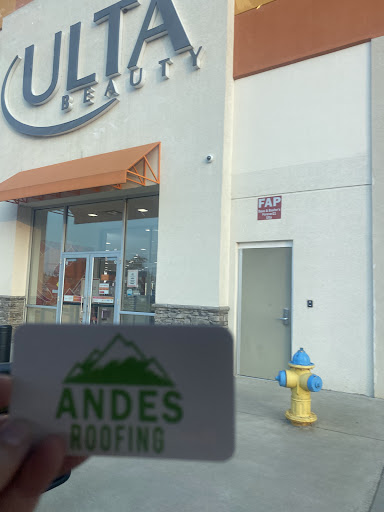 ULTA
BEAUTY
FAP
ANDES
ROOFING